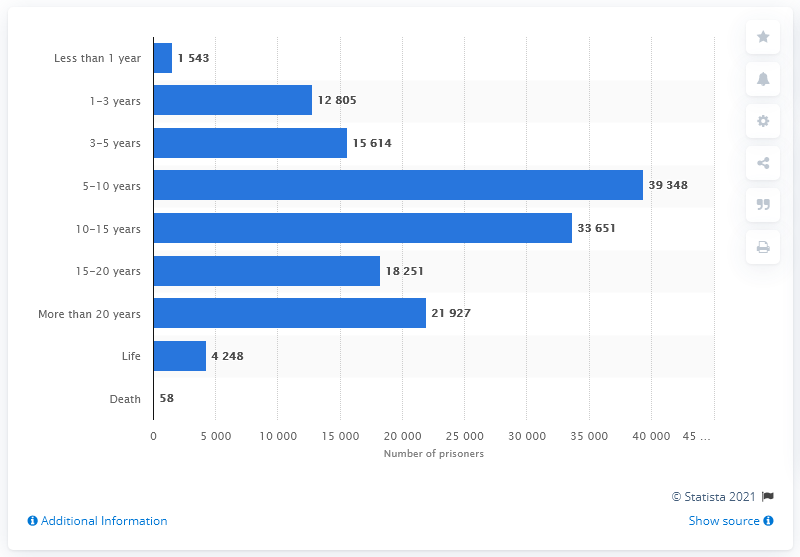 Less than 1 year 1 543
1-3 years 12 805
3-5 years 15 614
5-10 years 39 348
10-15 years 33 651
15-20 years 18 251
More than 20 years 21 927
Life 4 248
Death 58
0 5 000 10 000 15 000 20 000 25 000 30 000 35 000 40 000 45 ...
Number of prisoners
© Statista 2021
Additional Information Show source